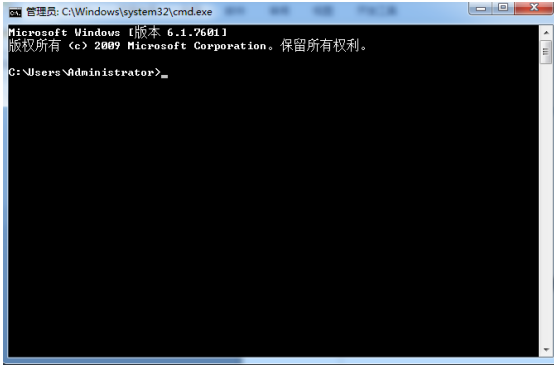 管理员: C:\Windows\system32\cmd.exe
Microsoft Windows [版本 6.1.7601]
版权所有 (c) 2009 Microsoft Corporation。保留所有权利。
C:\Users\Administrator>_